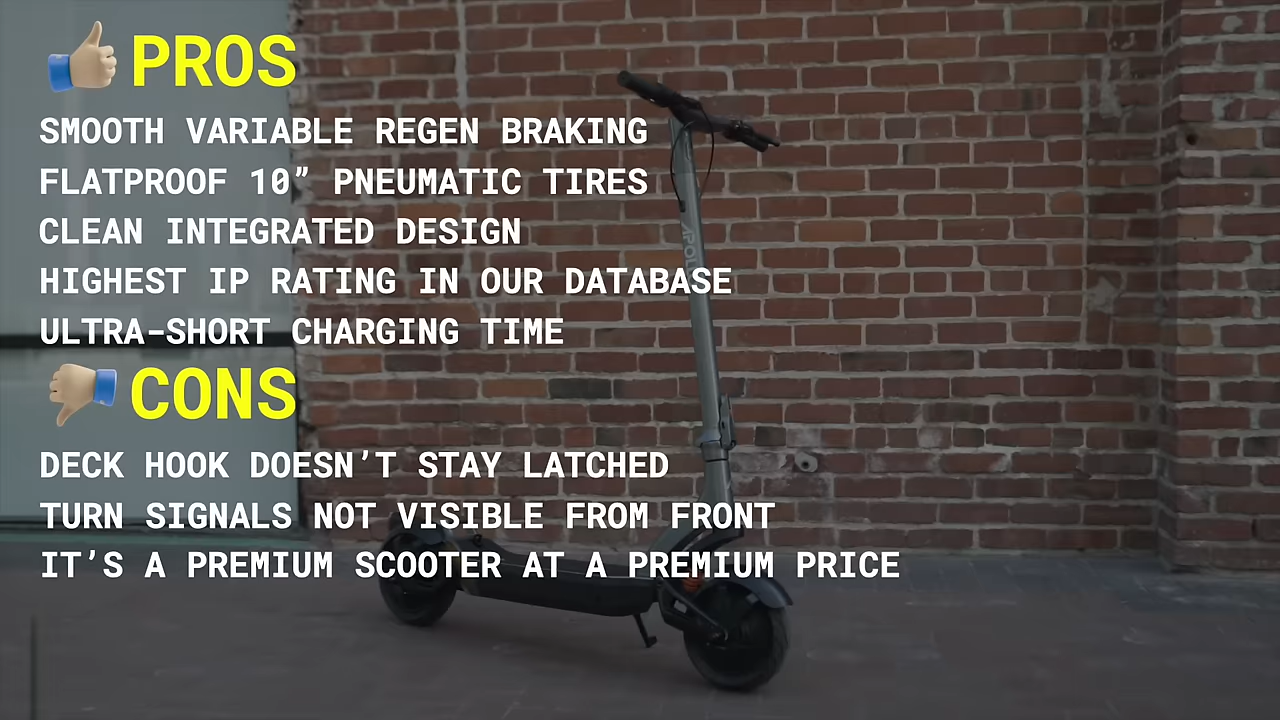 PROS
SMOOTH VARIABLE REGEN BRAKING
FLATPROOF 10” PNEUMATIC TIRES
CLEAN INTEGRATED DESIGN
HIGHEST IP RATING IN OUR DATABASE
ULTRA-SHORT CHARGING TIME
CONS
DECK HOOK DOESN’T STAY LATCHED
TURN SIGNALS NOT VISIBLE FROM FRONT
IT’S A PREMIUM SCOOTER AT A PREMIUM PRICE